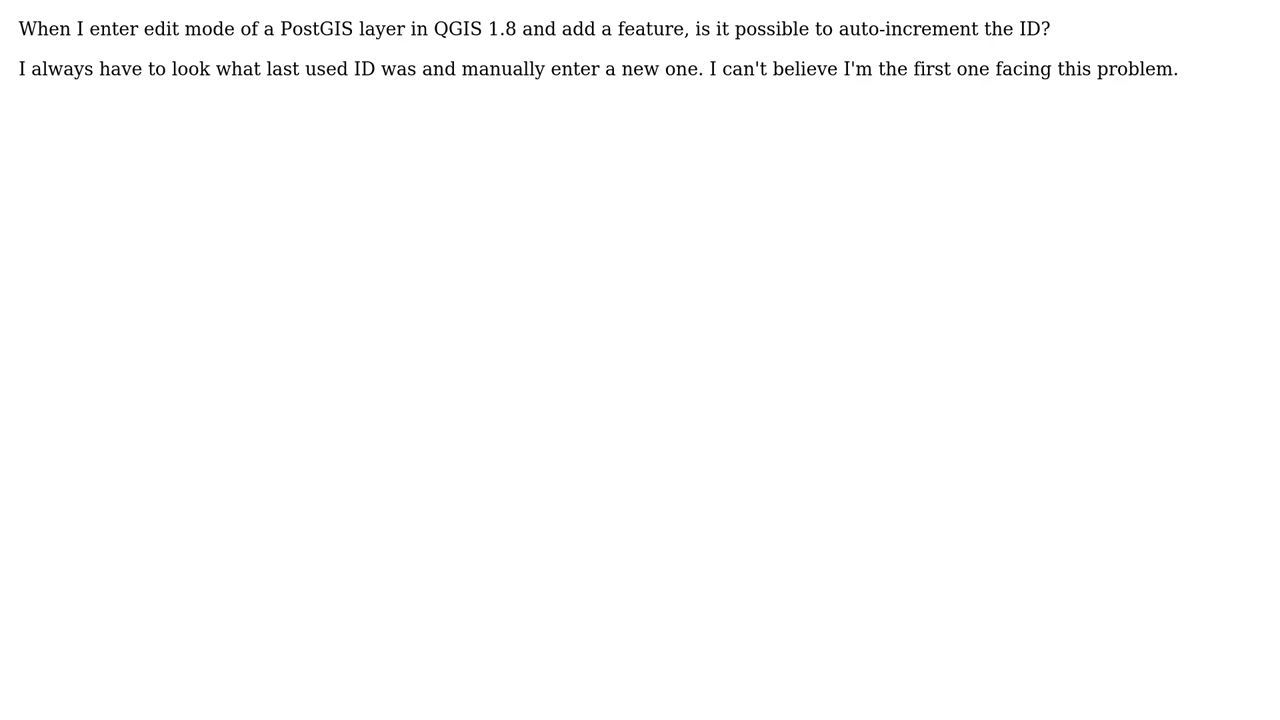 When I enter edit mode of a PostGIS layer in QGIS 1.8 and add a feature, is it possible to auto-increment the ID?
I always have to look what last used ID was and manually enter a new one. I can't believe I'm the first one facing this problem.